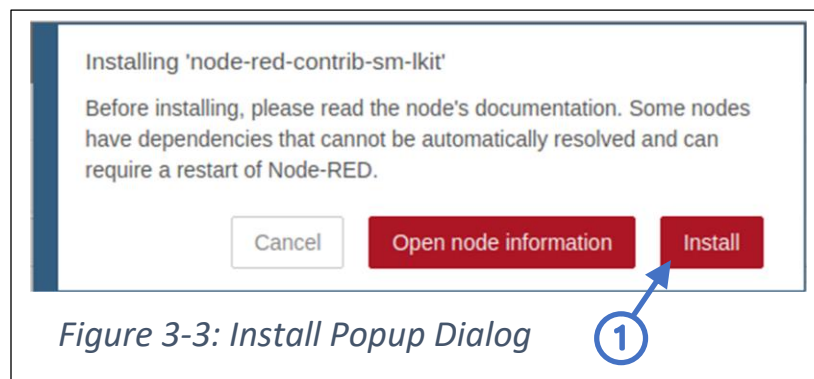 Installing 'node-red-contrib-sm-lkit'
Before installing, please read the node's documentation. Some nodes
have dependencies that cannot be automatically resolved and can
require a restart of Node-RED.
Cancel Open node information Install
Figure 3-3: Install Popup Dialog 1